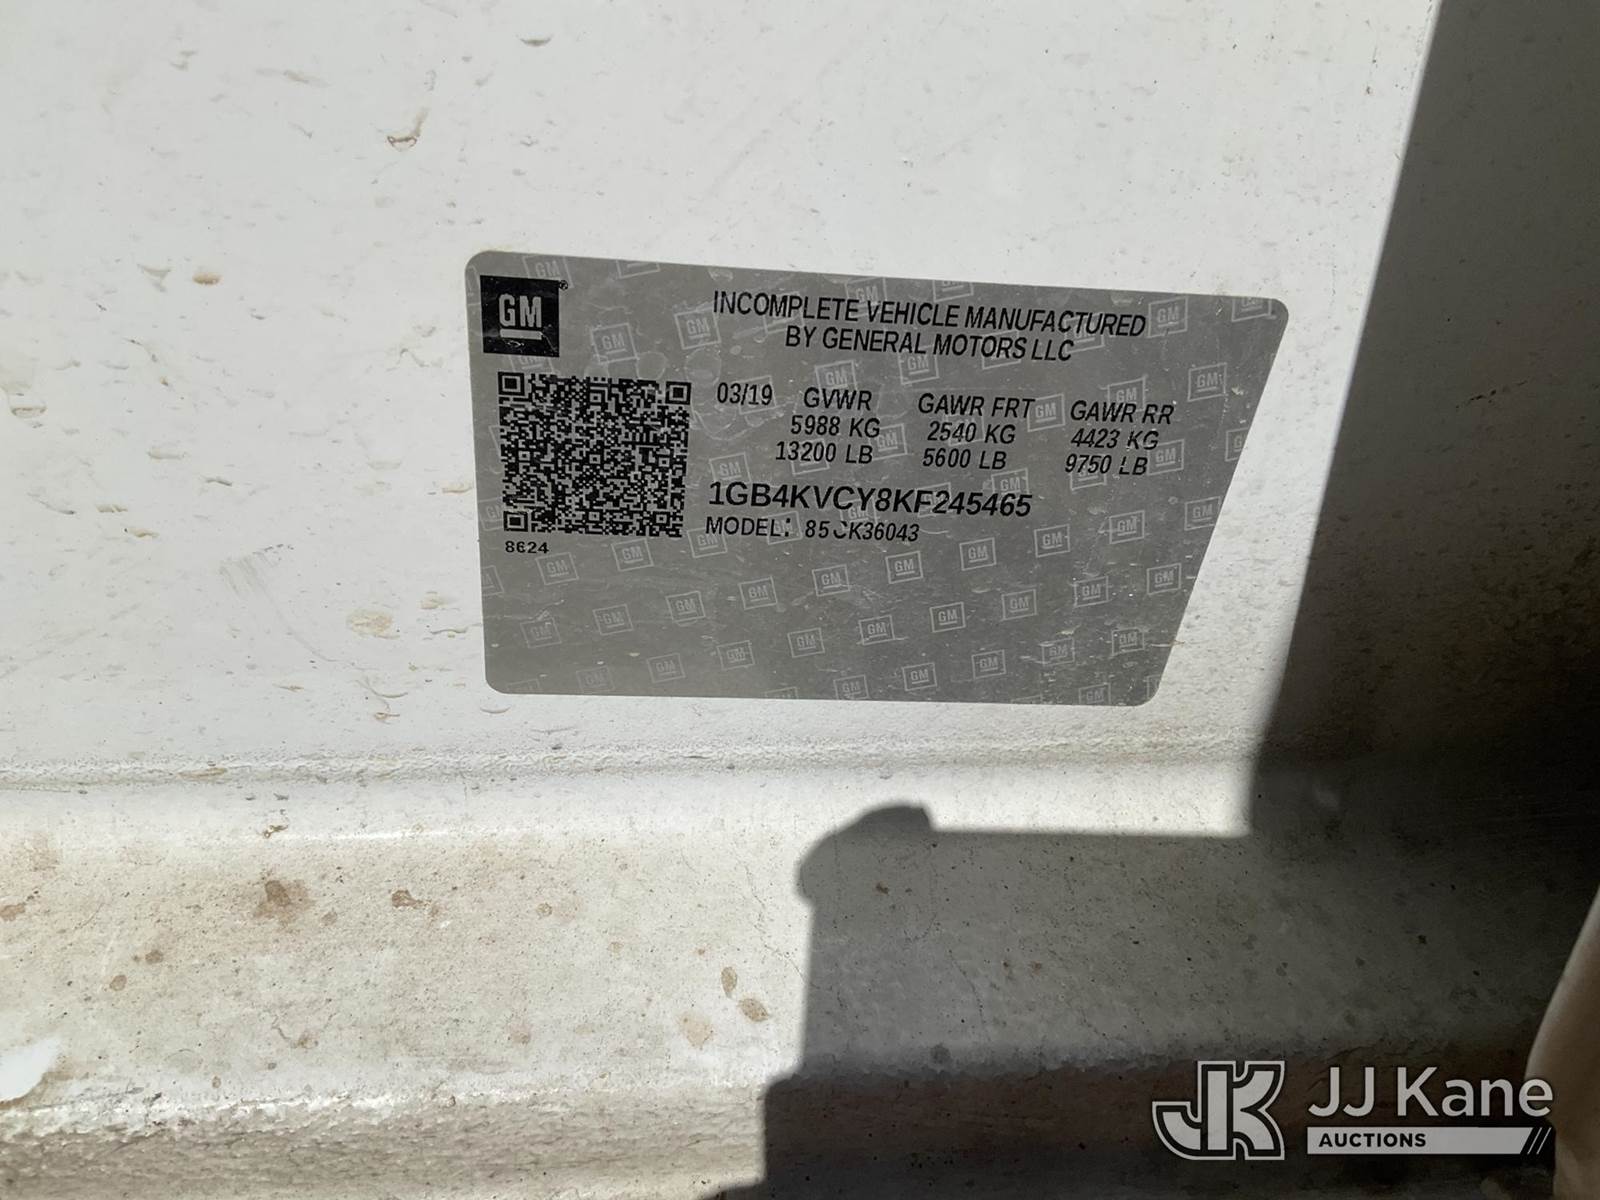 GM
INCOMPLETE VEHICLE MANUFACTURED
BY GENERAL MOTORS LLC
03/19 GVWR GAWR FRT GAWR RR
5988 KG 2540 KG 4423 KG
13200 LB 5600 LB 9750 LB
1GB4KVCY8KF245465
MODEL:
8624
JK JJ Kane
AUCTIONS